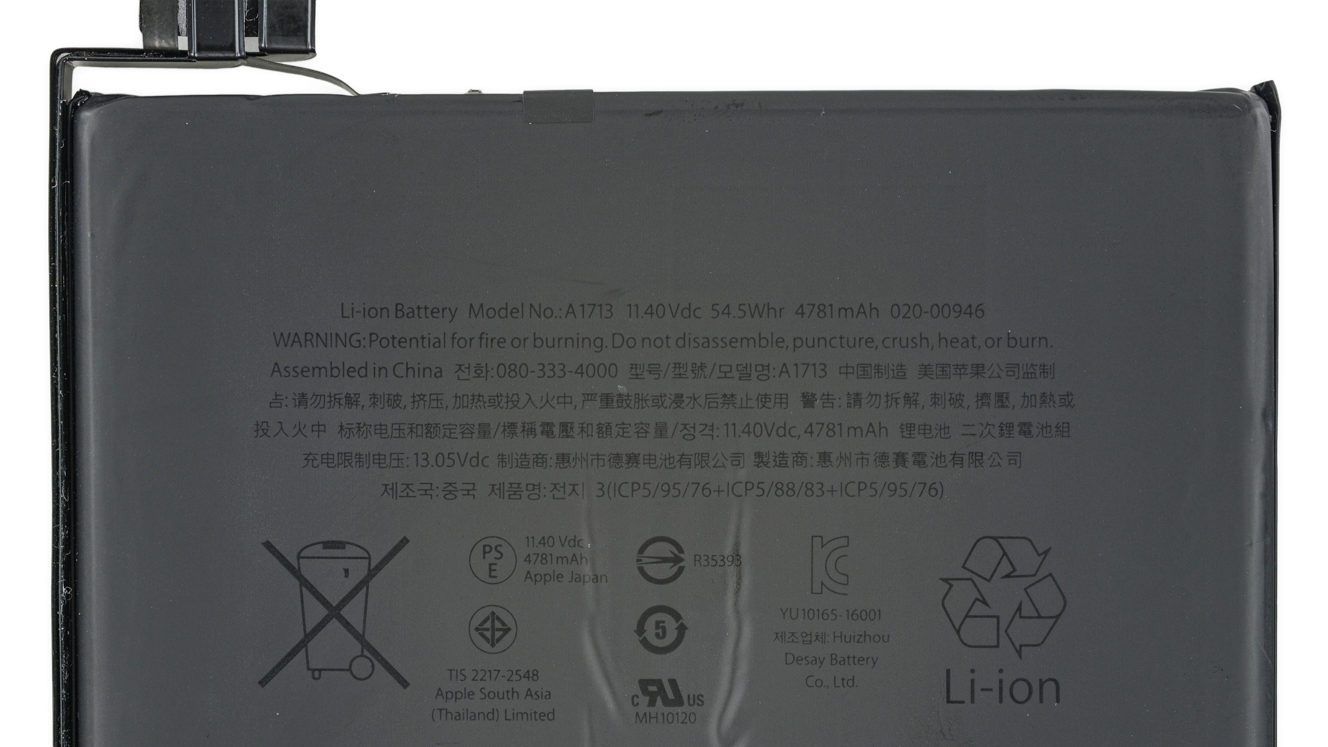 Li-ion Battery Model No.: A1713 11.40Vdc 54.5Whr 4781mAh 020-00946
WARNING: Potential for fire or burning. Do not disassemble, puncture, crush, heat, or burn.
Assembled in China 전화:080-333-4000 型号/型號/모델명:A1713 中国制造 美国苹果公司监制
占:请勿拆解,刺破,挤压,加热或投入火中,严重鼓胀或浸水后禁止使用 警告:請勿拆解,刺破,擠壓,加熱或
投入火中 标称电压和额定容量/標稱電壓和額定容量/정격:11.40Vdc,4781mAh 锂电池 二次鋰電池組
充电限制电压:13.05Vdc 制造商:惠州市德赛电池有限公司 製造商:惠州市德賽電池有限公司
제조국:중국 제품명:전지 3(ICP5/95/76+ICP5/88/83+ICP5/95/76)
PS
E
11.40 Vdc
4781mAh
Apple Japan
R35393
TIS 2217-2548
Apple South Asia
(Thailand) Limited
5
c RU US
MH10120
YU10165-16001
제조업체: Huizhou
Desay Battery
Co., Ltd.
Li-ion